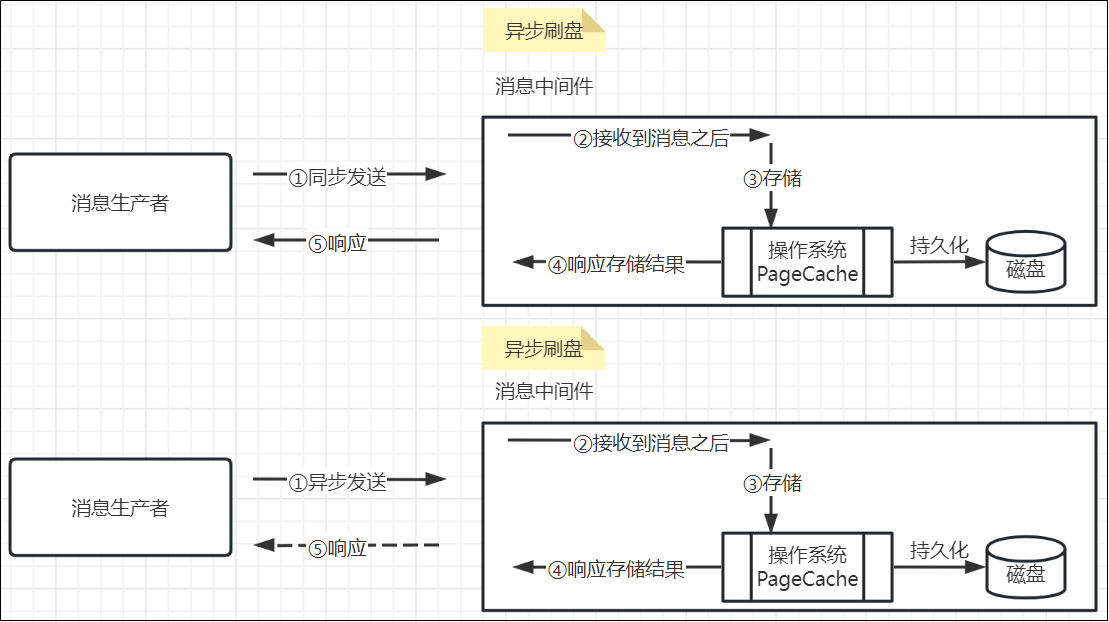 异步刷盘
消息中间件
②接收到消息之后
①同步发送
③存储
消息生产者
⑤响应
④响应存储结果
操作系统
PageCache
持久化
磁盘
异步刷盘
消息中间件
②接收到消息之后
①异步发送
③存储
消息生产者
⑤响应
④响应存储结果
操作系统
PageCache
持久化
磁盘